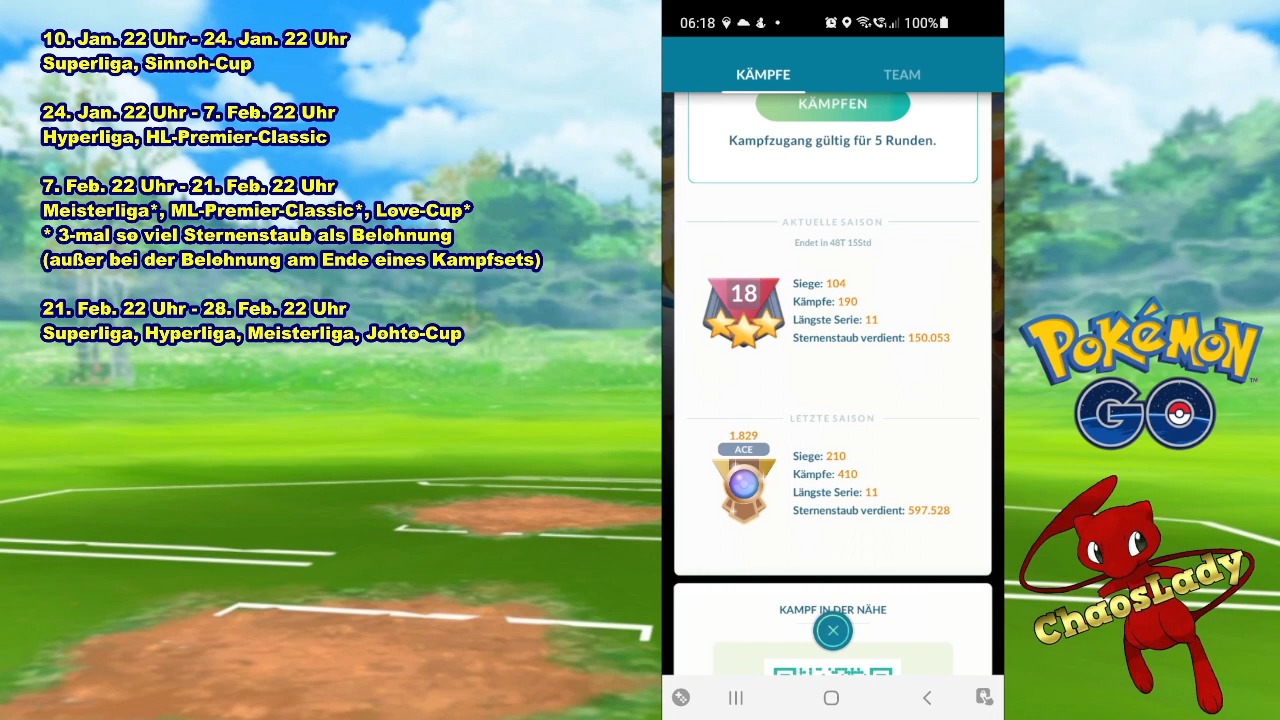 10. Jan. 22 Uhr - 24. Jan. 22 Uhr
Superliga, Sinnoh-Cup
24. Jan. 22 Uhr - 7. Feb. 22 Uhr
Hyperliga, HL-Premier-Classic
7. Feb. 22 Uhr - 21. Feb. 22 Uhr
Meisterliga*, ML-Premier-Classic*, Love-Cup*
* 3-mal so viel Sternenstaub als Belohnung
(außer bei der Belohnung am Ende eines Kampfsets)
21. Feb. 22 Uhr - 28. Feb. 22 Uhr
Superliga, Hyperliga, Meisterliga, Johto-Cup
06:18 100%
KÄMPFE TEAM
KÄMPFEN
Kampfzugang gültig für 5 Runden.
AKTUELLE SAISON
Endet in 48T 15Std
18
Siege: 104
Kämpfe: 190
Längste Serie: 11
Sternenstaub verdient: 150.053
LETZTE SAISON
1.829
ACE
Siege: 210
Kämpfe: 410
Längste Serie: 11
Sternenstaub verdient: 597.528
KAMPF IN DER NÄHE
POKÉMON
GO
ChaosLady